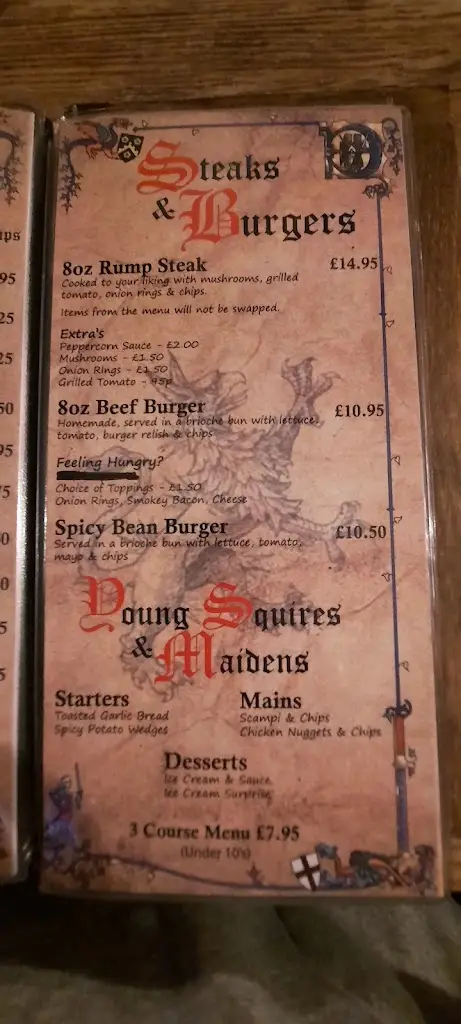 Steaks
& Burgers
8oz Rump Steak £14.95
Cooked to your liking with mushrooms, grilled
tomato, onion rings & chips.
Items from the menu will not be swapped.
Extra's
Peppercorn Sauce - £2.00
Mushrooms - £1.50
Onion Rings - £1.50
Grilled Tomato - 95p
8oz Beef Burger £10.95
Homemade, served in a brioche bun with lettuce,
tomato, burger relish & chips
Feeling Hungry?
Choice of Toppings - £1.50
Onion Rings, Smokey Bacon, Cheese
Spicy Bean Burger £10.50
Served in a brioche bun with lettuce, tomato,
mayo & chips
Young Squires
& Maidens
Starters
Toasted Garlic Bread
Spicy Potato Wedges
Mains
Scampi & Chips
Chicken Nuggets & Chips
Desserts
Ice Cream & Sauce
Ice Cream Surprise
3 Course Menu £7.95
(Under 10's)